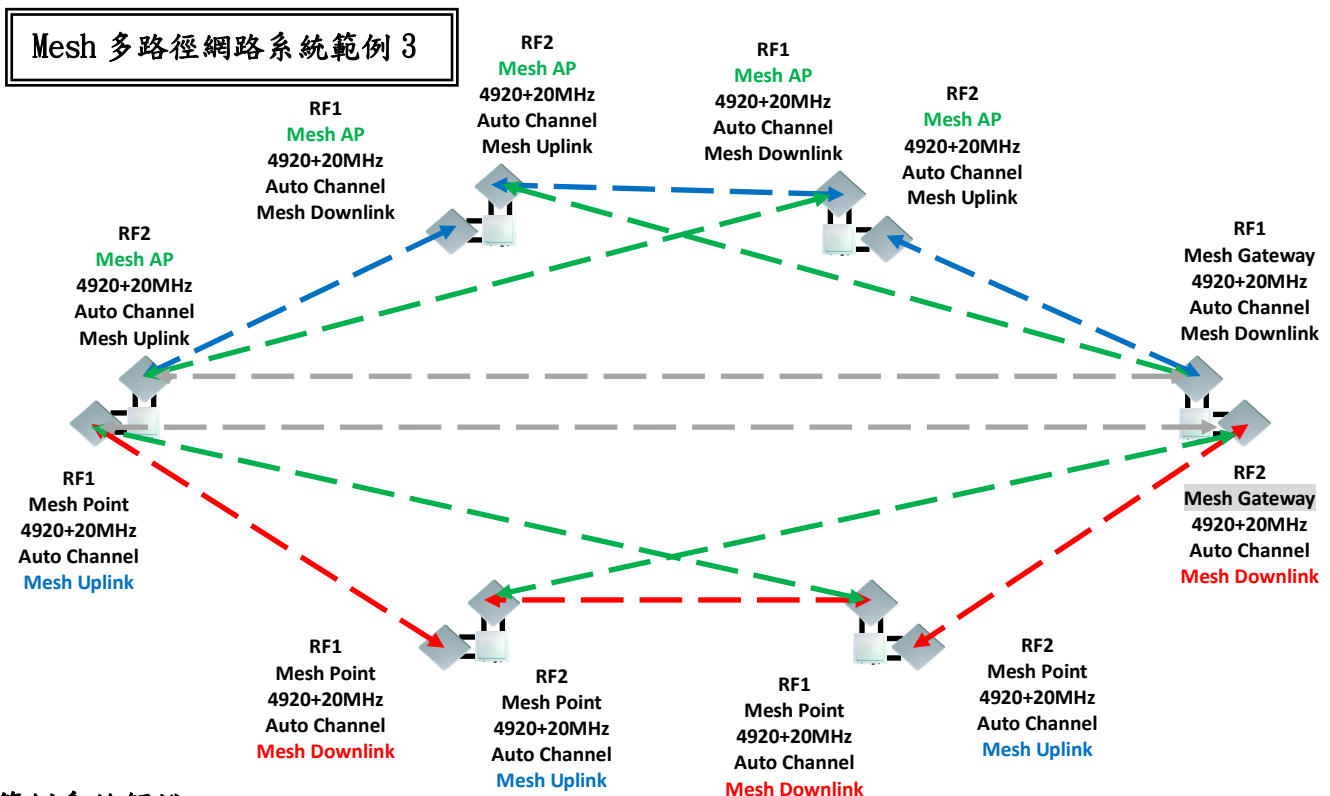 Mesh 多路徑網路系統範例 3
RF2
Mesh AP
4920+20MHz
Auto Channel
Mesh Uplink
RF1
Mesh AP
4920+20MHz
Auto Channel
Mesh Downlink
RF1
Mesh AP
4920+20MHz
Auto Channel
Mesh Downlink
RF2
Mesh AP
4920+20MHz
Auto Channel
Mesh Uplink
RF2
Mesh AP
4920+20MHz
Auto Channel
Mesh Uplink
RF1
Mesh Gateway
4920+20MHz
Auto Channel
Mesh Downlink
RF1
Mesh Point
4920+20MHz
Auto Channel
Mesh Uplink
RF2
Mesh Gateway
4920+20MHz
Auto Channel
Mesh Downlink
RF1
Mesh Point
4920+20MHz
Auto Channel
Mesh Downlink
RF2
Mesh Point
4920+20MHz
Auto Channel
Mesh Uplink
RF1
Mesh Point
4920+20MHz
Auto Channel
Mesh Downlink
RF2
Mesh Point
4920+20MHz
Auto Channel
Mesh Uplink